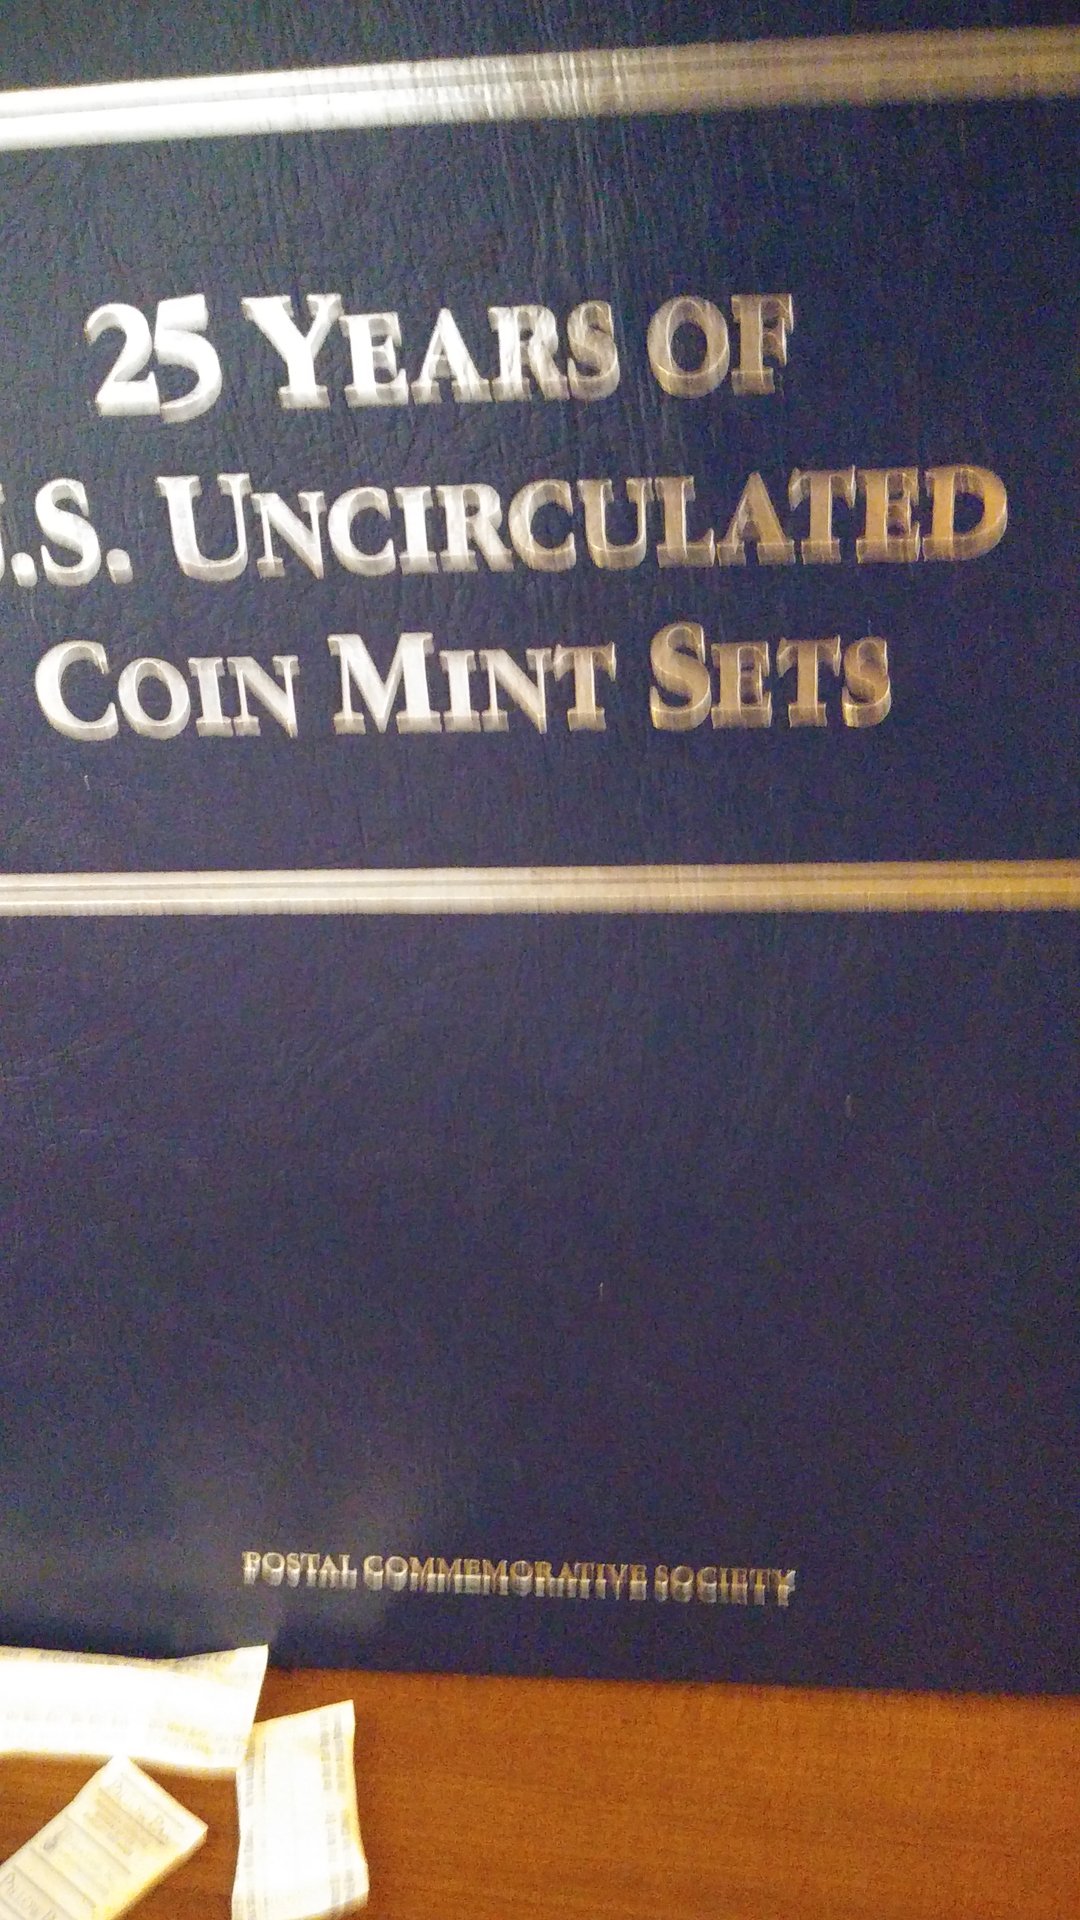 25 YEARS OF
.S. UNCIRCULATED
COIN MINT SETS
POSTAL COMMEMORATIVE SOCIETY